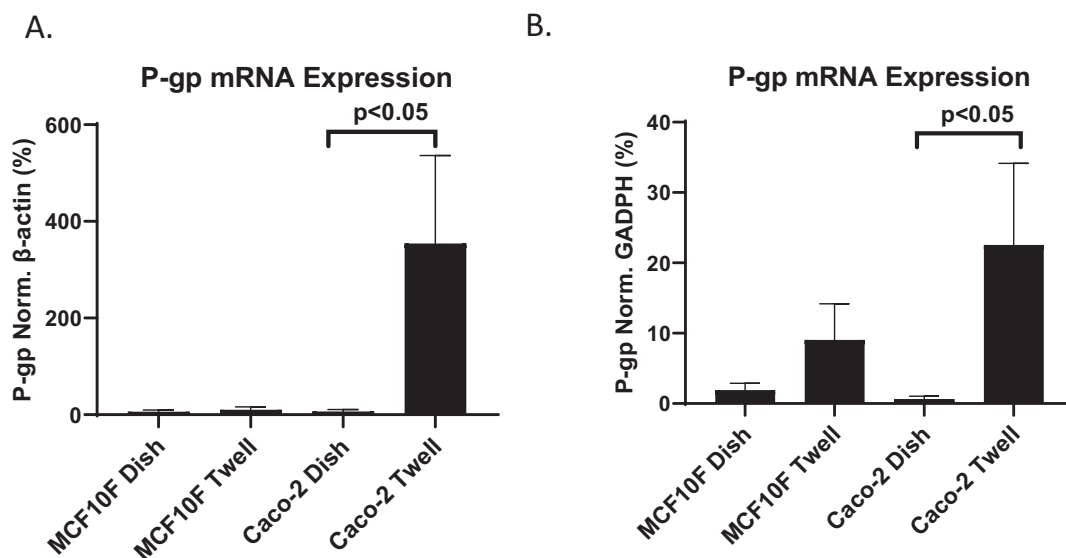 A.
P-gp mRNA Expression
p<0.05
P-gp Norm. β-actin (%)
600
400
200
0
MCF10F Dish
MCF10F Twell
Caco-2 Dish
Caco-2 Twell
B.
P-gp mRNA Expression
p<0.05
P-gp Norm. GADPH (%)
40
30
20
10
0
MCF10F Dish
MCF10F Twell
Caco-2 Dish
Caco-2 Twell